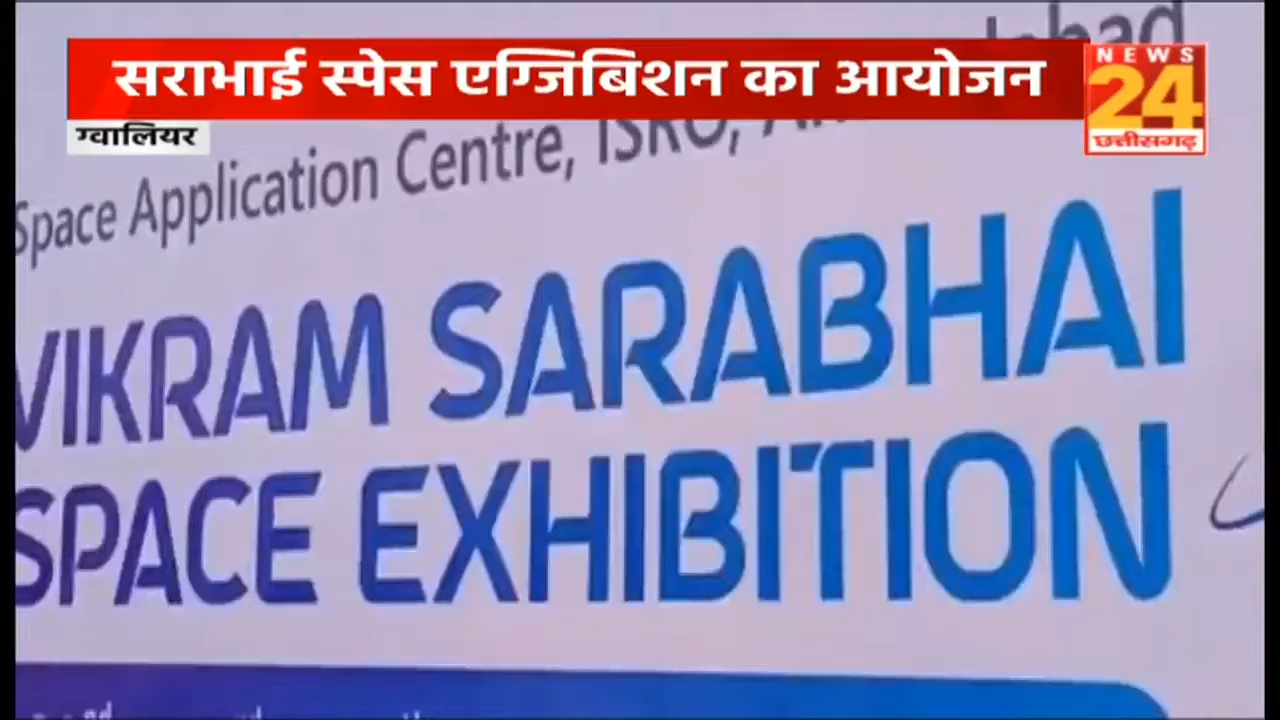 सराभाई स्पेस एग्जिबिशन का आयोजन
NEWS
24
छत्तीसगढ़
ग्वालियर
Space Application Centre, ISRO,
VIKRAM SARABHAI
SPACE EXHIBITION